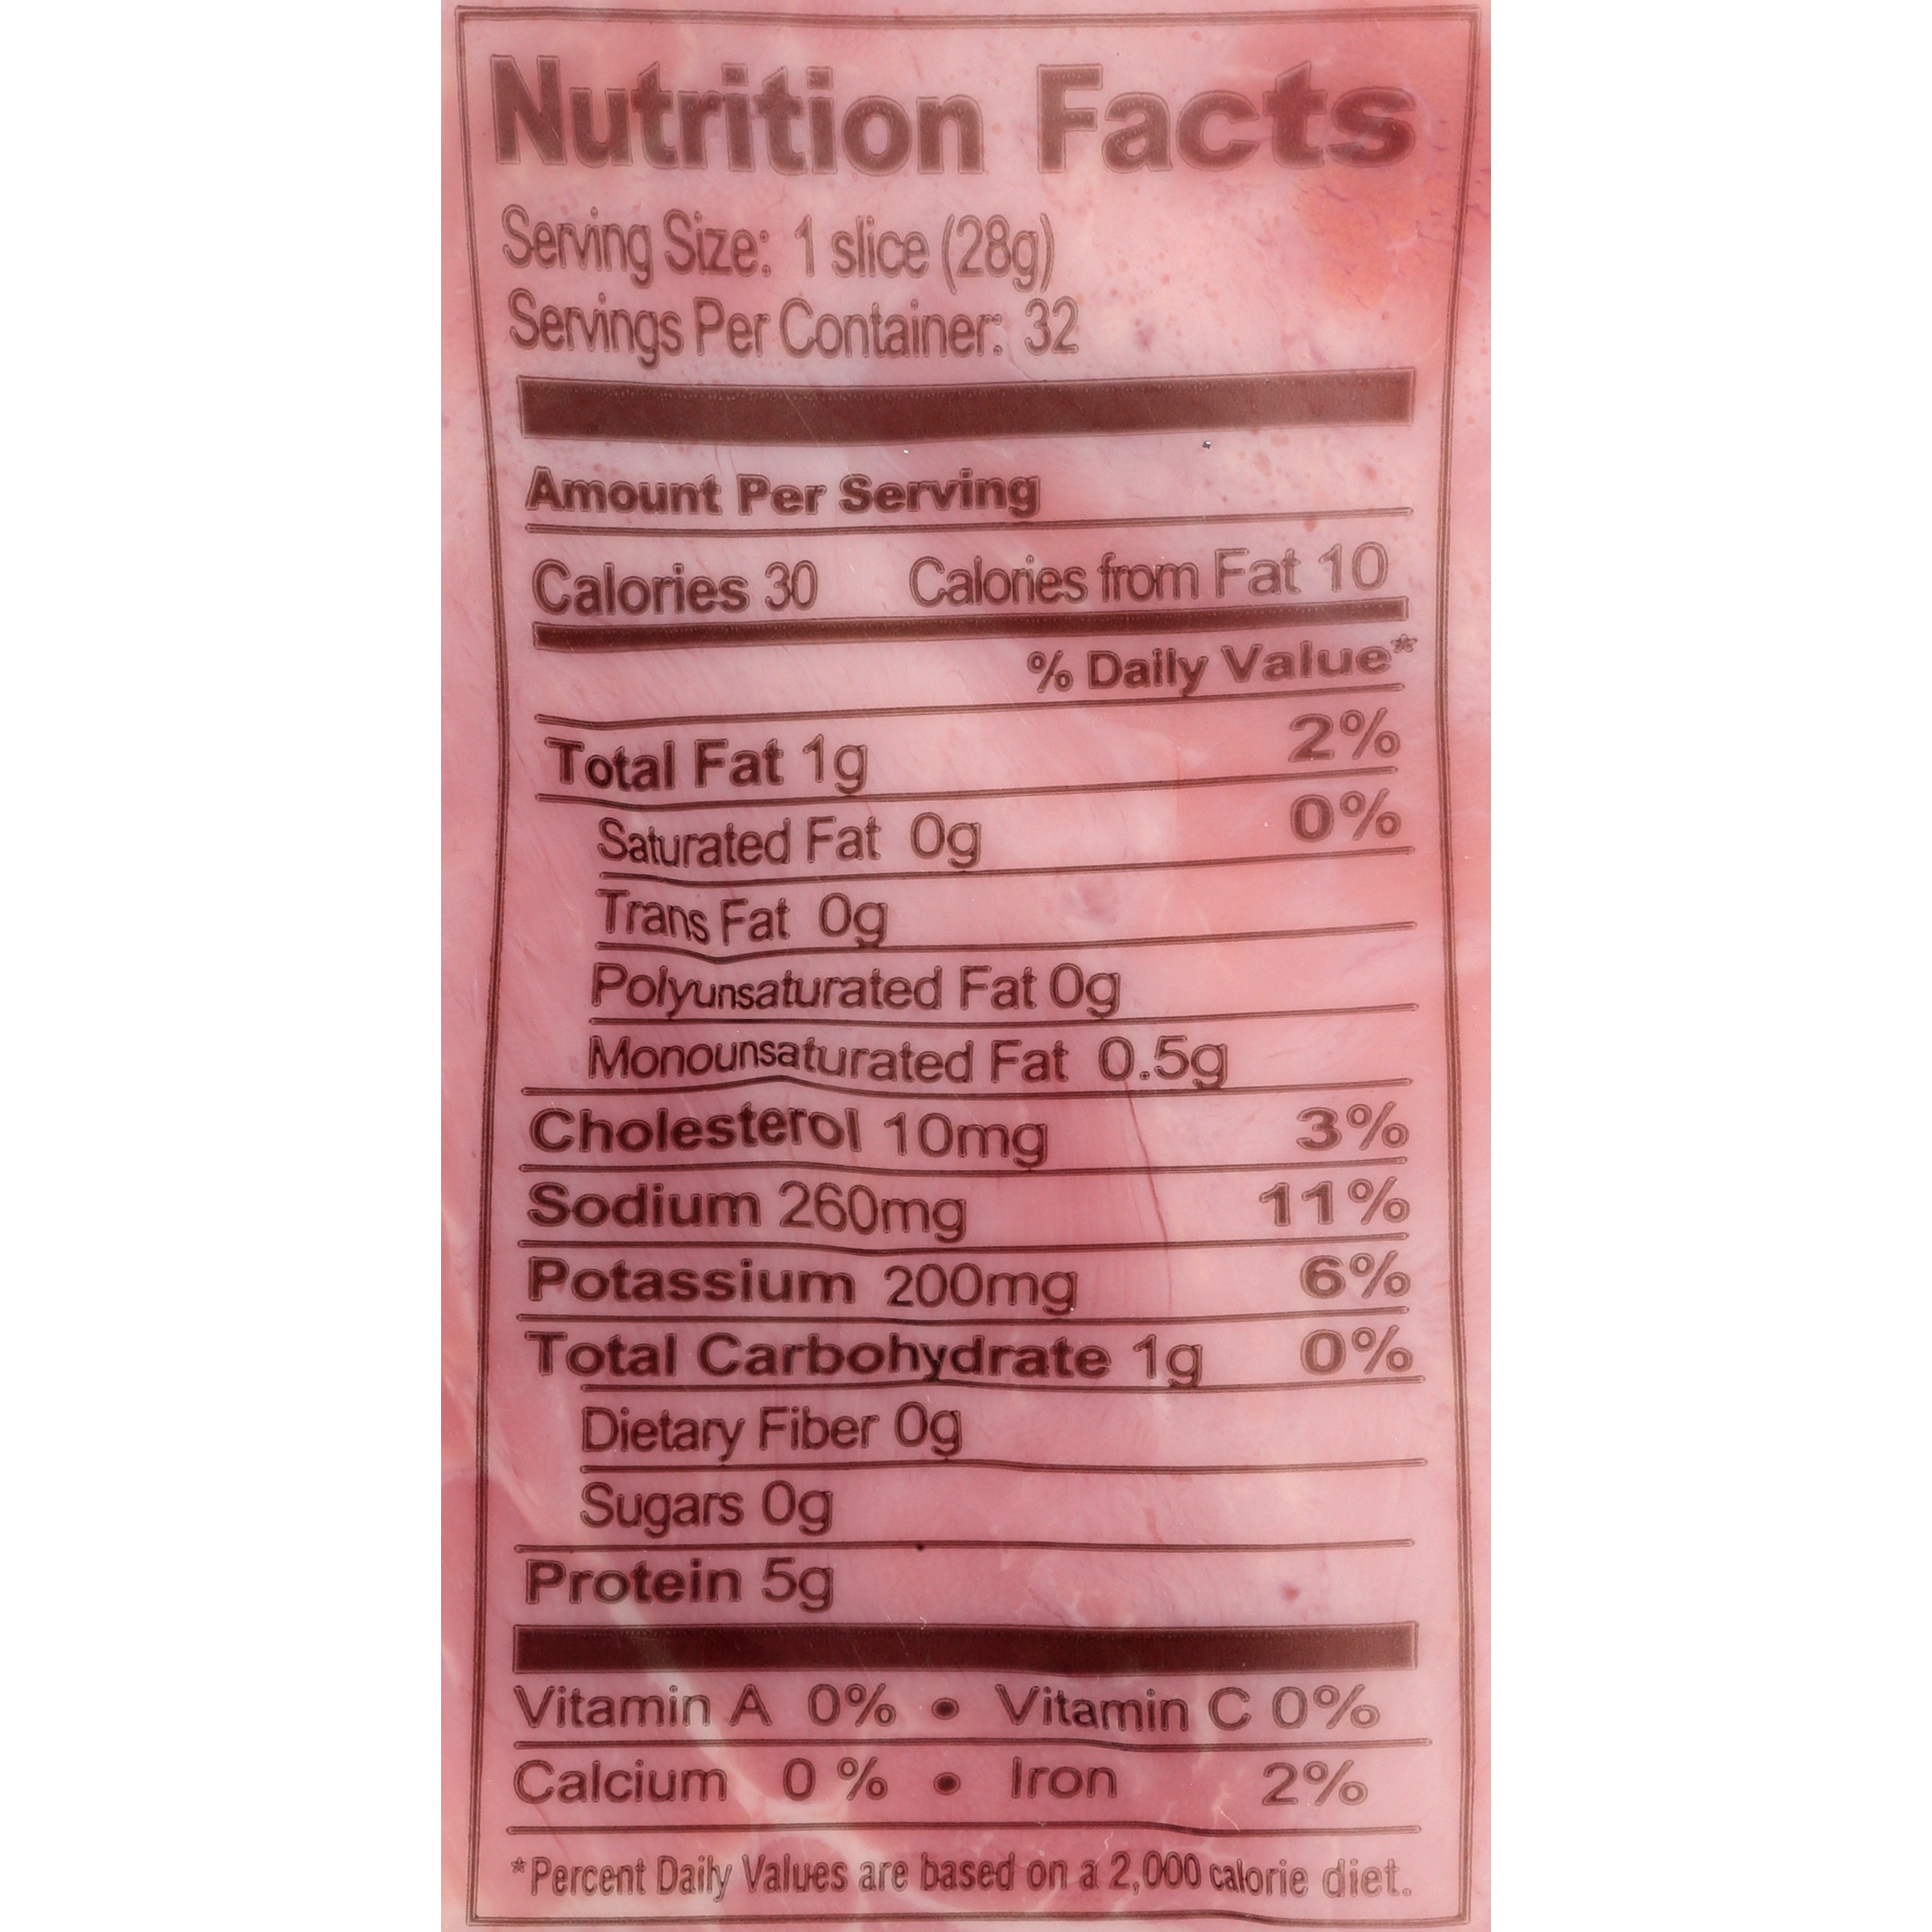 Nutrition Facts
Serving Size: 1 slice (28g)
Servings Per Container: 32
Amount Per Serving
Calories 30 Calories from Fat 10
% Daily Value*
Total Fat 1g 2%
Saturated Fat 0g 0%
Trans Fat 0g
Polyunsaturated Fat 0g
Monounsaturated Fat 0.5g
Cholesterol 10mg 3%
Sodium 260mg 11%
Potassium 200mg 6%
Total Carbohydrate 1g 0%
Dietary Fiber 0g
Sugars 0g
Protein 5g
Vitamin A 0% • Vitamin C 0%
Calcium 0 % • Iron 2%
*Percent Daily Values are based on a 2,000 calorie diet.